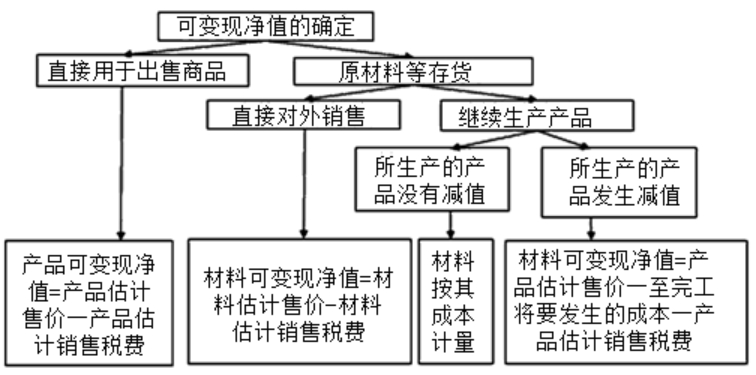 可变现净值的确定
直接用于出售商品
原材料等存货
直接对外销售
继续生产产品
所生产的产
品没有减值
所生产的产
品发生减值
产品可变现净
值=产品估计
售价一产品估
计销售税费
材料可变现净值=材
料估计售价-材料
估计销售税费
材料
按其
成本
计量
材料可变现净值=产
品估计售价一至完工
将要发生的成本一产
品估计销售税费